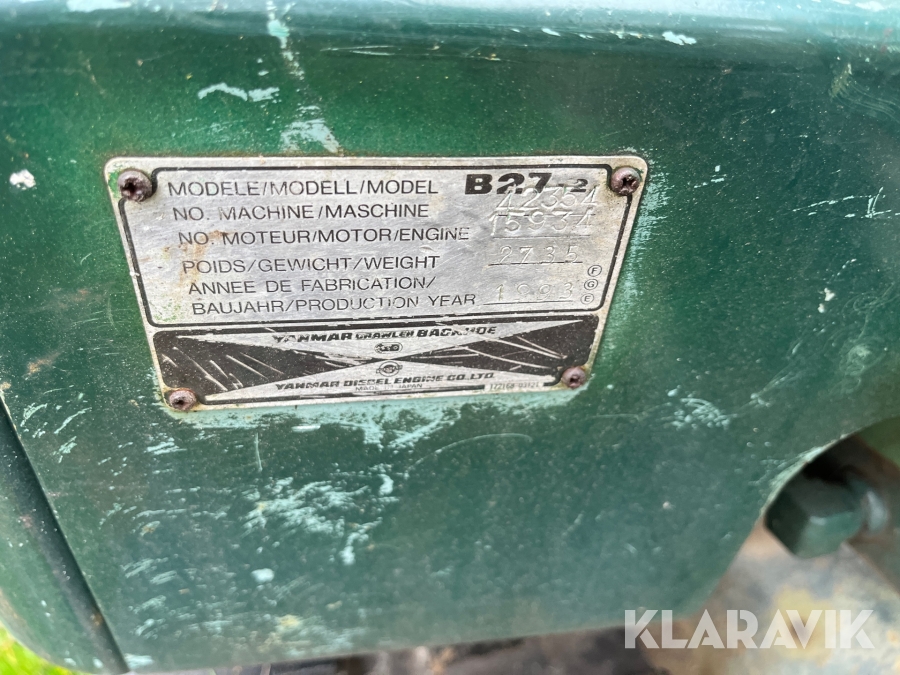 MODELE/MODELL/MODEL B27-2
NO. MACHINE/MASCHINE 42354
NO. MOTEUR/MOTOR/ENGINE 15934
POIDS/GEWICHT/WEIGHT 2735
ANNEE DE FABRICATION/
BAUJAHR/PRODUCTION YEAR 1993
F
G
E
YANMAR CRAWLER BACKHOE
YANMAR DIESEL ENGINE CO.,LTD.
MADE IN JAPAN
KLARAVIK